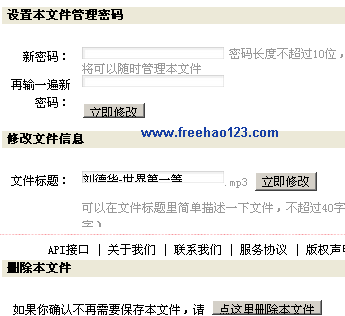 设置本文件管理密码
新密码： 密码长度不超过10位，
将可以随时管理本文件
再输一遍新
密码：
立即修改
www.freehao123.com
修改文件信息
文件标题： 刘德华-世界第一等 .mp3 立即修改
可以在文件标题里简单描述一下文件，不超过40字
字）
API接口 | 关于我们 | 联系我们 | 服务协议 | 版权声明
删除本文件
如果你确认不再需要保存本文件，请 点这里删除本文件